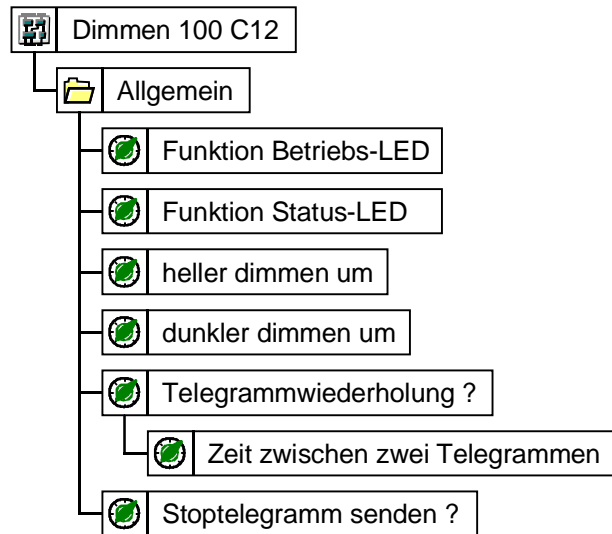 Dimmen 100 C12
Allgemein
Funktion Betriebs-LED
Funktion Status-LED
heller dimmen um
dunkler dimmen um
Telegrammwiederholung ?
Zeit zwischen zwei Telegrammen
Stoptelegramm senden ?